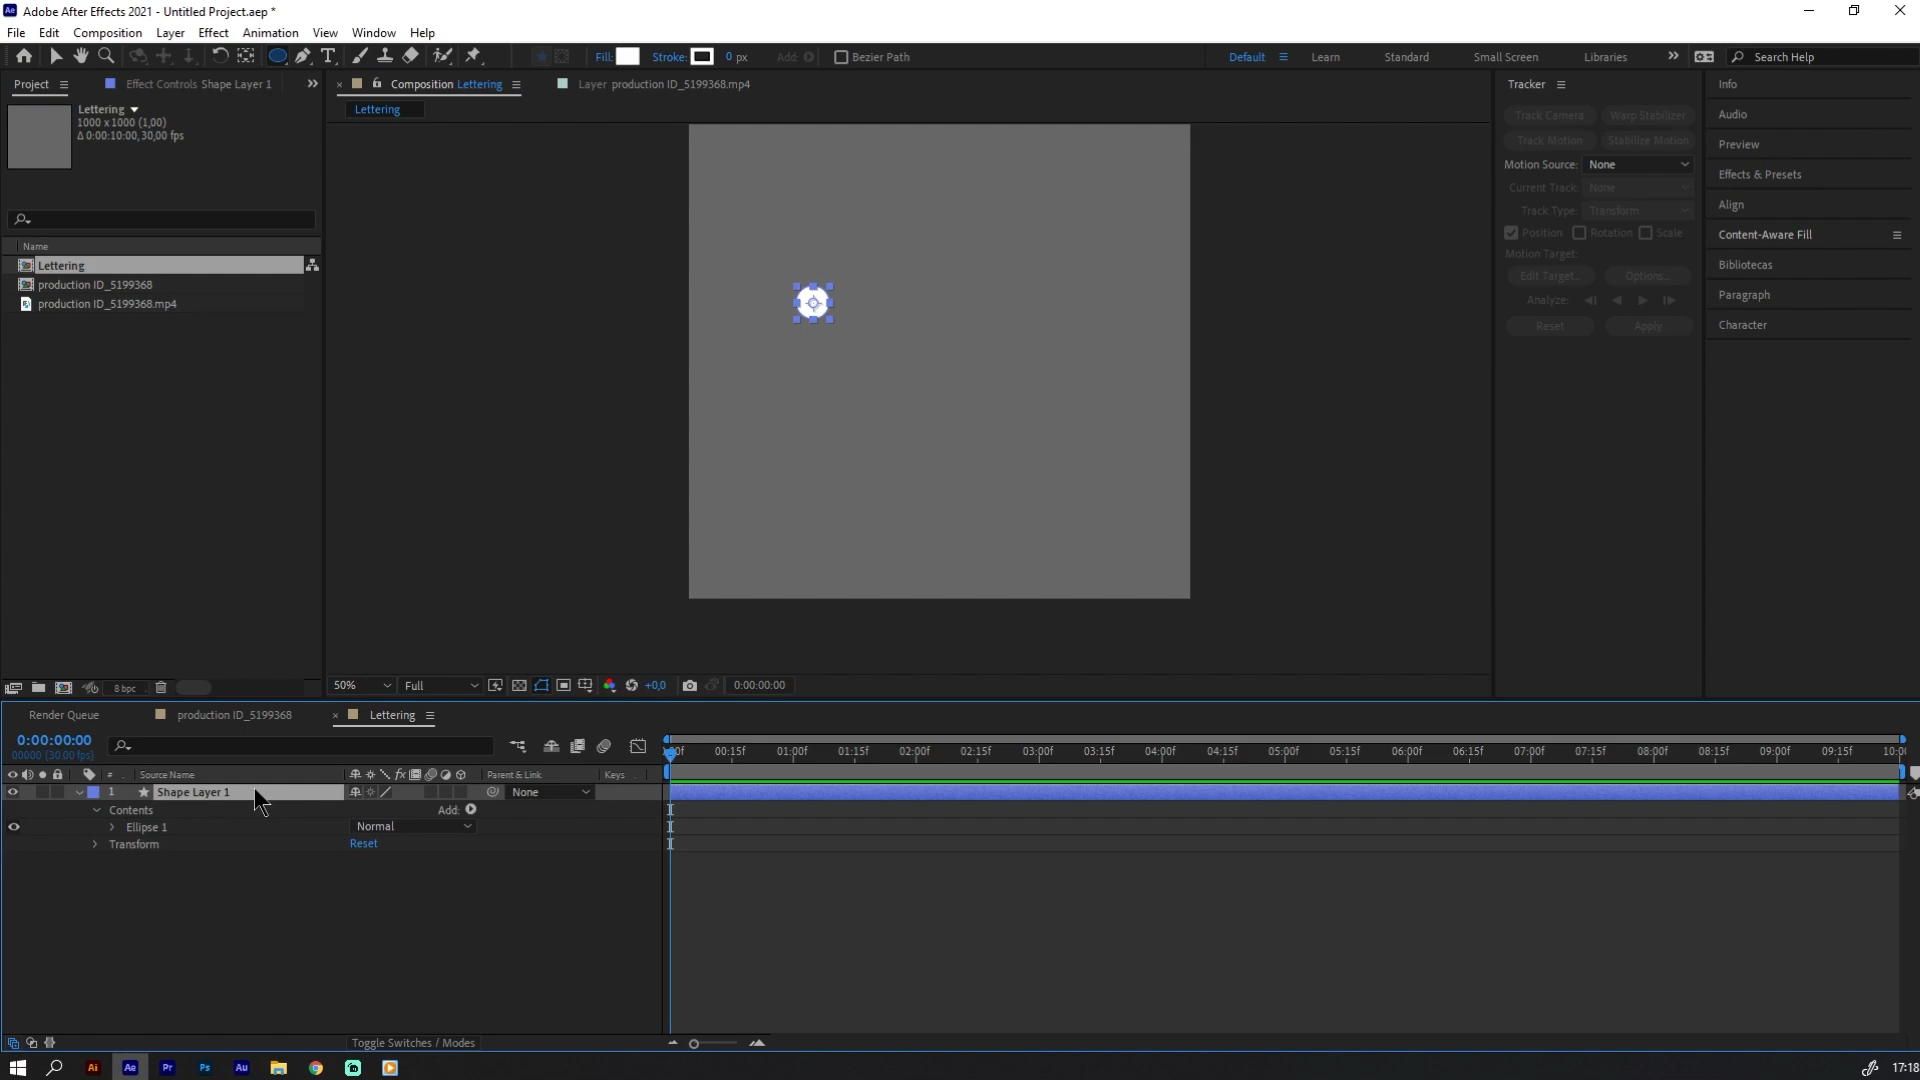 Ae Adobe After Effects 2021 - Untitled Project.aep *
File Edit Composition Layer Effect Animation View Window Help
Fill: Stroke: 0 px Add: Bezier Path Default Learn Standard Small Screen Libraries Search Help
Project Effect Controls Shape Layer 1 Composition Lettering Layer production ID_5199368.mp4 Tracker Info
Lettering
1000 x 1000 (1,00)
Δ 0:00:10:00, 30,00 fps
Lettering
Track Camera Warp Stabilizer
Track Motion Stabilize Motion
Motion Source: None
Current Track: None
Track Type: Transform
Position Rotation Scale
Motion Target:
Edit Target... Options...
Analyze:
Reset Apply
Audio
Preview
Effects & Presets
Align
Content-Aware Fill
Bibliotecas
Paragraph
Character
Name
Lettering
production ID_5199368
production ID_5199368.mp4
8 bpc
50% Full +0,0 0:00:00:00
Render Queue production ID_5199368 Lettering
0:00:00:00
00000 (30.00 fps)
00:15f 01:00f 01:15f 02:00f 02:15f 03:00f 03:15f 04:00f 04:15f 05:00f 05:15f 06:00f 06:15f 07:00f 07:15f 08:00f 08:15f 09:00f 09:15f 10:00
# Source Name fx Parent & Link Keys
1 Shape Layer 1 None
Contents Add:
Ellipse 1 Normal
Transform Reset
Toggle Switches / Modes
Ai Ae Pr Ps Au 17:18